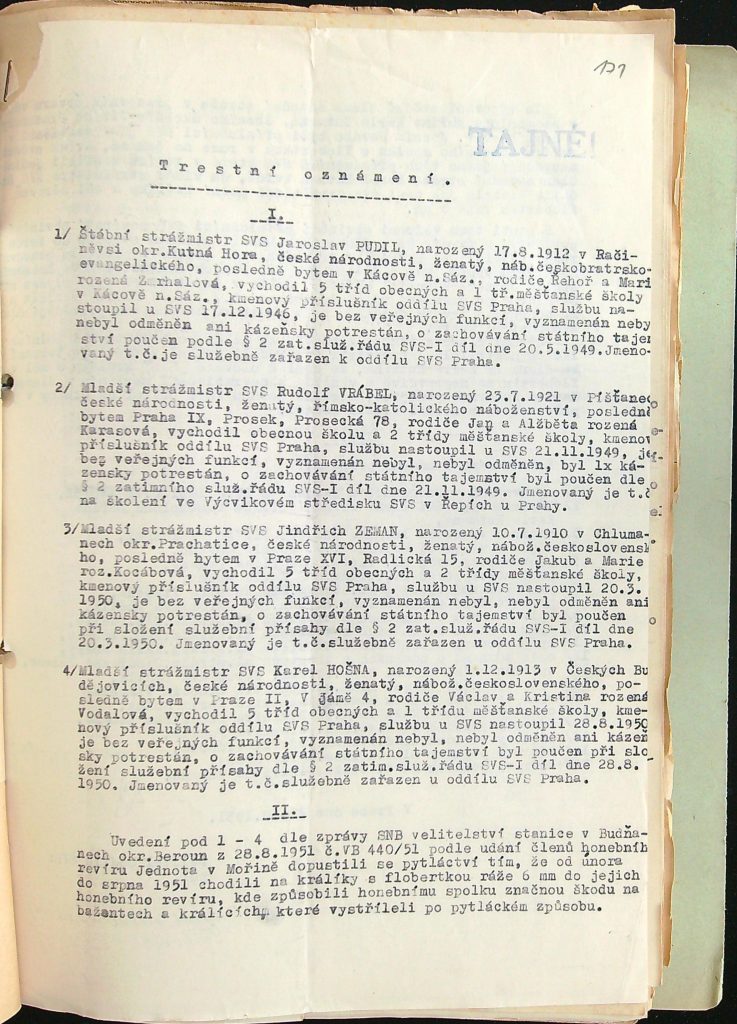 121
TAJNÉ!
Trestní oznámení.
I.
1/ Štábní strážmistr SVS Jaroslav PUDIL, narozený 17.8.1912 v Rači-
něvsi okr.Kutná Hora, české národnosti, ženatý, náb.českobratrsko-
evangelického, posledně bytem v Kácově n.Sáz., rodiče Řehoř a Mari
rozená Zarhalová, vychodil 5 tříd obecných a 1 tř.měšťanské školy
v Kácově n.Sáz., kmenový příslušník oddílu SVS Praha, službu na-
stoupil u SVS 17.12.1946, je bez veřejných funkcí, vyznamenán neby
nebyl odměněn ani kázeňsky potrestán, o zachovávání státního tajem
ství poučen podle § 2 zat.služ.řádu SVS-I díl dne 20.5.1949.Jmeno-
vaný t.č.je služebně zařazen k oddílu SVS Praha.
2/ Mladší strážmistr SVS Rudolf VRÁBEL, narozený 23.7.1921 v Píšťanec
české národnosti, ženatý, římsko-katolického náboženství, posledně
bytem Praha IX, Prosek, Prosecká 78, rodiče Jan a Alžběta rozená
Karasová, vychodil obecnou školu a 2 třídy měšťanské školy, kmenov
příslušník oddílu SVS Praha, službu nastoupil u SVS 21.11.1949, je
bez veřejných funkcí, vyznamenán nebyl, nebyl odměněn, byl 1x ká-
zeňsky potrestán, o zachovávání státního tajemství byl poučen dle
§ 2 zatimního služ.řádu SVS-I díl dne 21.11.1949. Jmenovaný je t.č
na školení ve Výcvikovém středisku SVS v Řepích u Prahy.
3/Mladší strážmistr SVS Jindřich ZEMAN, narozený 10.7.1910 v Chluma-
nech okr.Prachatice, české národnosti, ženatý, nábož.československ
ho, posledně bytem v Praze XVI, Radlická 15, rodiče Jakub a Marie
roz.Kocábová, vychodil 5 tříd obecných a 2 třídy měšťanské školy,
kmenový příslušník oddílu SVS Praha, službu u SVS nastoupil 20.3.
1950, je bez veřejných funkcí, vyznamenán nebyl, nebyl odměněn ani
kázensky potrestán, o zachovávání státního tajemství byl poučen
při složení služební přísahy dle § 2 zat.služ.řádu SVS-I díl dne
20.3.1950. Jmenovaný je t.č.služebně zařazen u oddílu SVS Praha.
4/Mladší strážmistr SVS Karel HOŠNA, narozený 1.12.1913 v Českých Bu
dějovicích, české národnosti, ženatý, nábož.československého, po-
sledně bytem v Praze II, V jámě 4, rodiče Václav a Kristina rozená
Vodalová, vychodil 5 tříd obecných a 1 třídu měšťanské školy, kme-
nový příslušník oddílu SVS Praha, službu u SVS nastoupil 28.8.1950
je bez veřejných funkcí, vyznamenán nebyl, nebyl odměněn ani kázeň
sky potrestán, o zachovávání státního tajemství byl poučen při slo
žení služební přísahy dle § 2 zatim.služ.řádu SVS-I díl dne 28.8.
1950. Jmenovaný je t.č.služebně zařazen u oddílu SVS Praha.
II.
Uvedení pod 1 - 4 dle zprávy SNB velitelství stanice v Budňa-
nech okr.Beroun z 28.8.1951 č.VB 440/51 podle udání členů honebníh
revíru Jednota v Mořině dopustili se pytláctví tím, že od února
do srpna 1951 chodili na králíky s flobertkou ráže 6 mm do jejich
honebního revíru, kde způsobili honebnímu spolku značnou škodu na
bažantech a králících, které vystříleli po pytláckém způsobu.